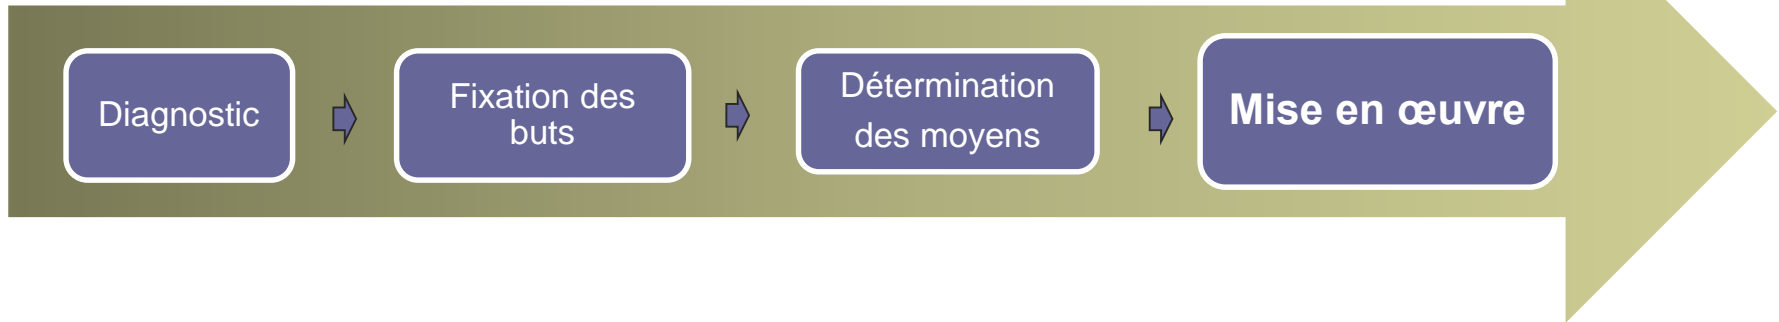 Diagnostic
Fixation des
buts
Détermination
des moyens
Mise en œuvre